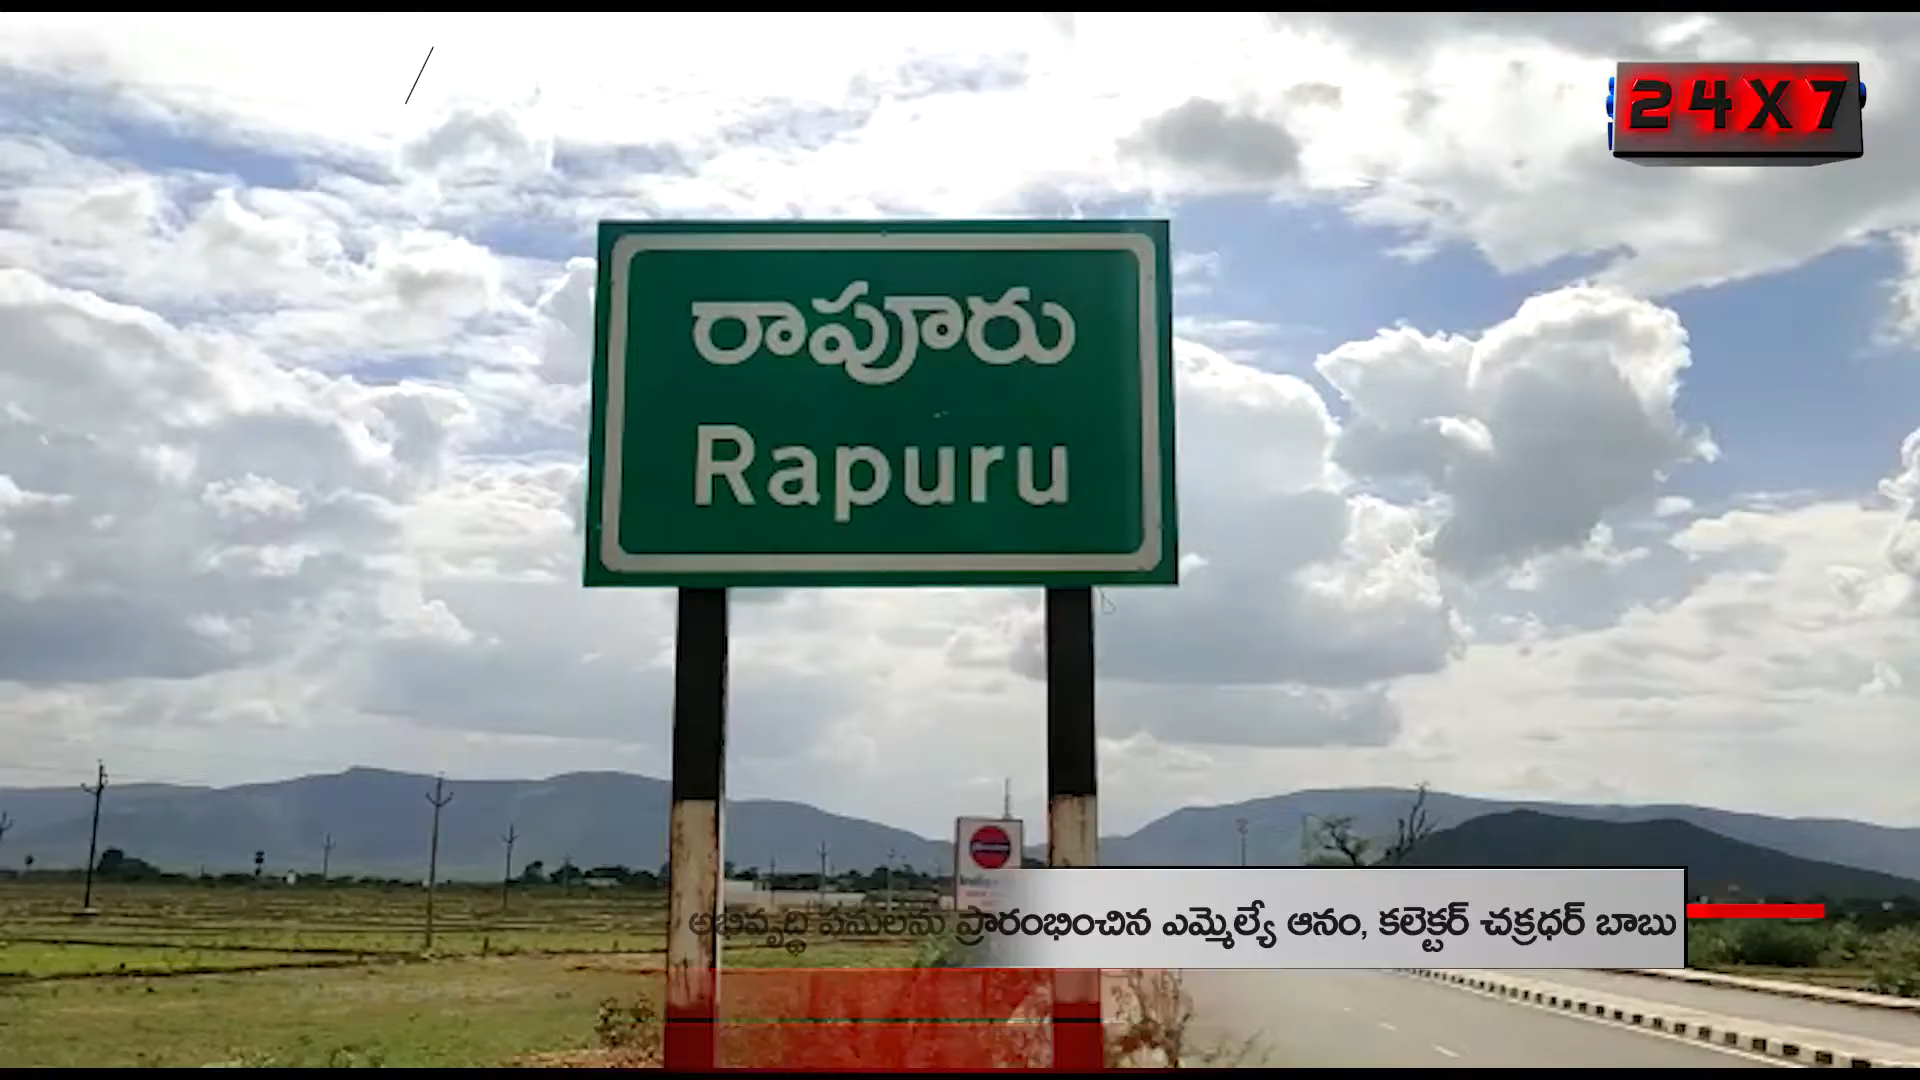 24X7
రాపూరు
Rapuru
అభివృద్ధి పనులను ప్రారంభించిన ఎమ్మెల్యే ఆనం, కలెక్టర్ చక్రధర్ బాబు